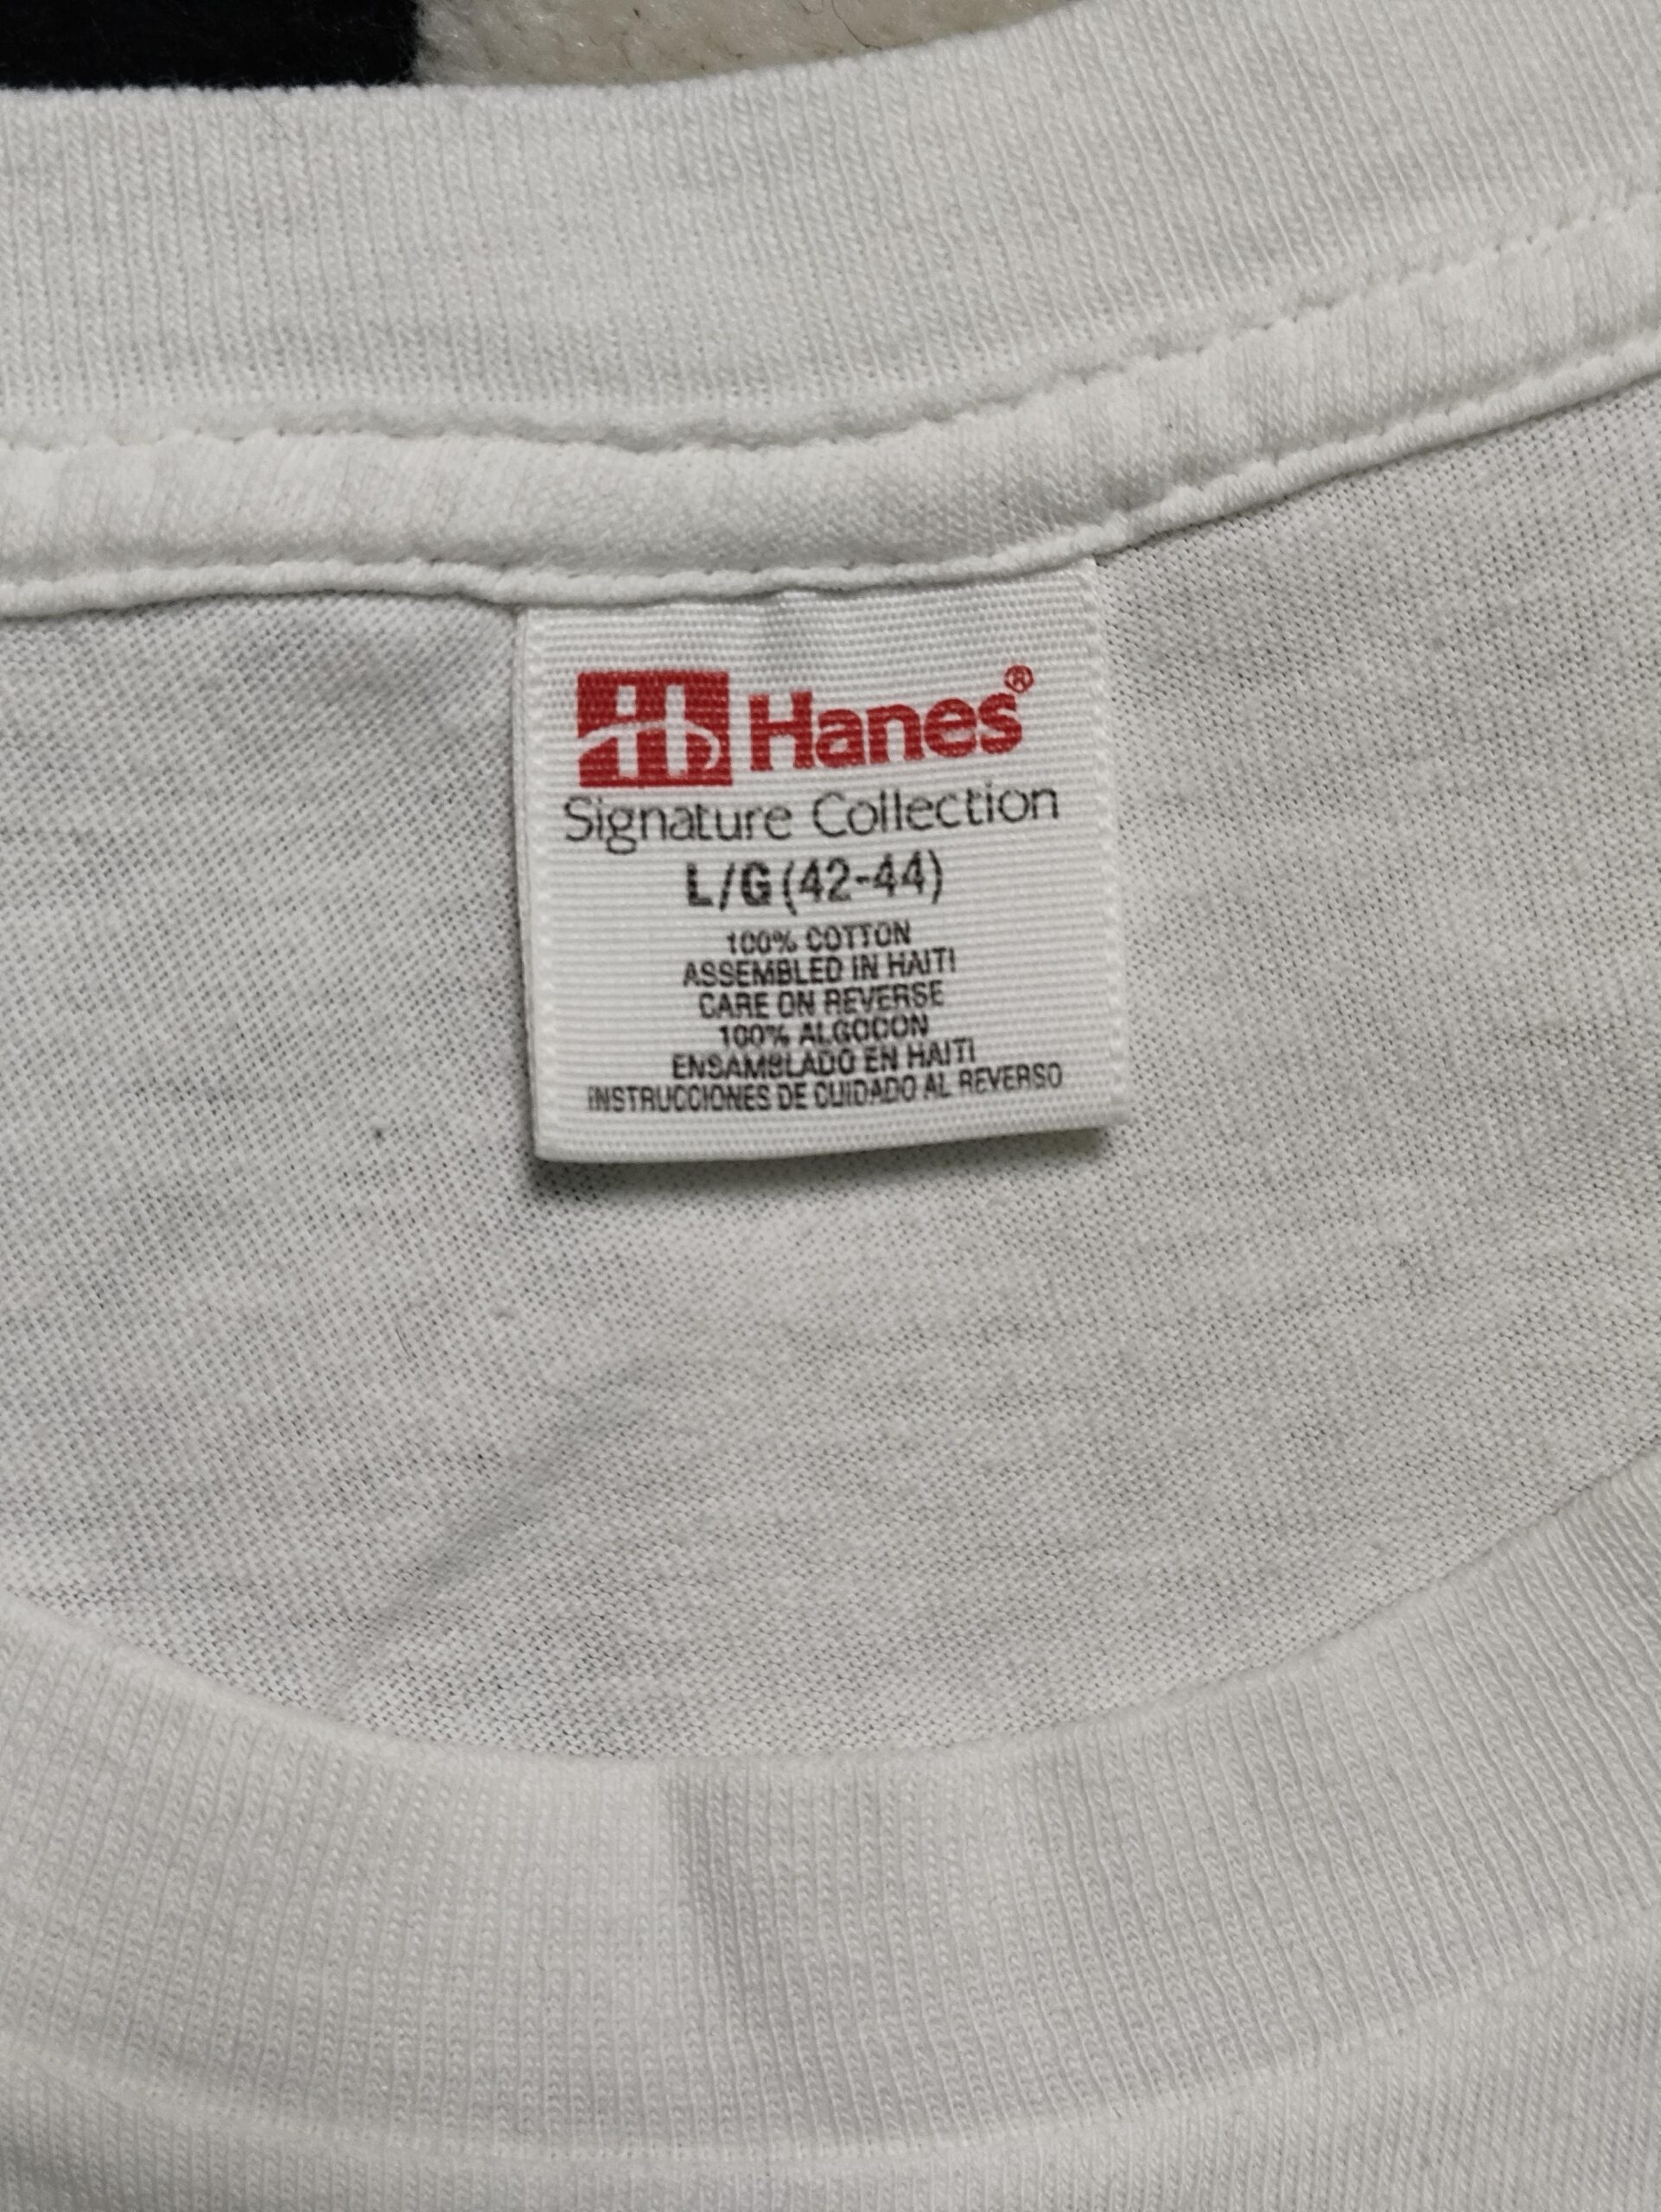 Hanes®
Signature Collection
L/G (42-44)
100% COTTON
ASSEMBLED IN HAITI
CARE ON REVERSE
100% ALGODON
ENSAMBLADO EN HAITI
INSTRUCCIONES DE CUIDADO AL REVERSO